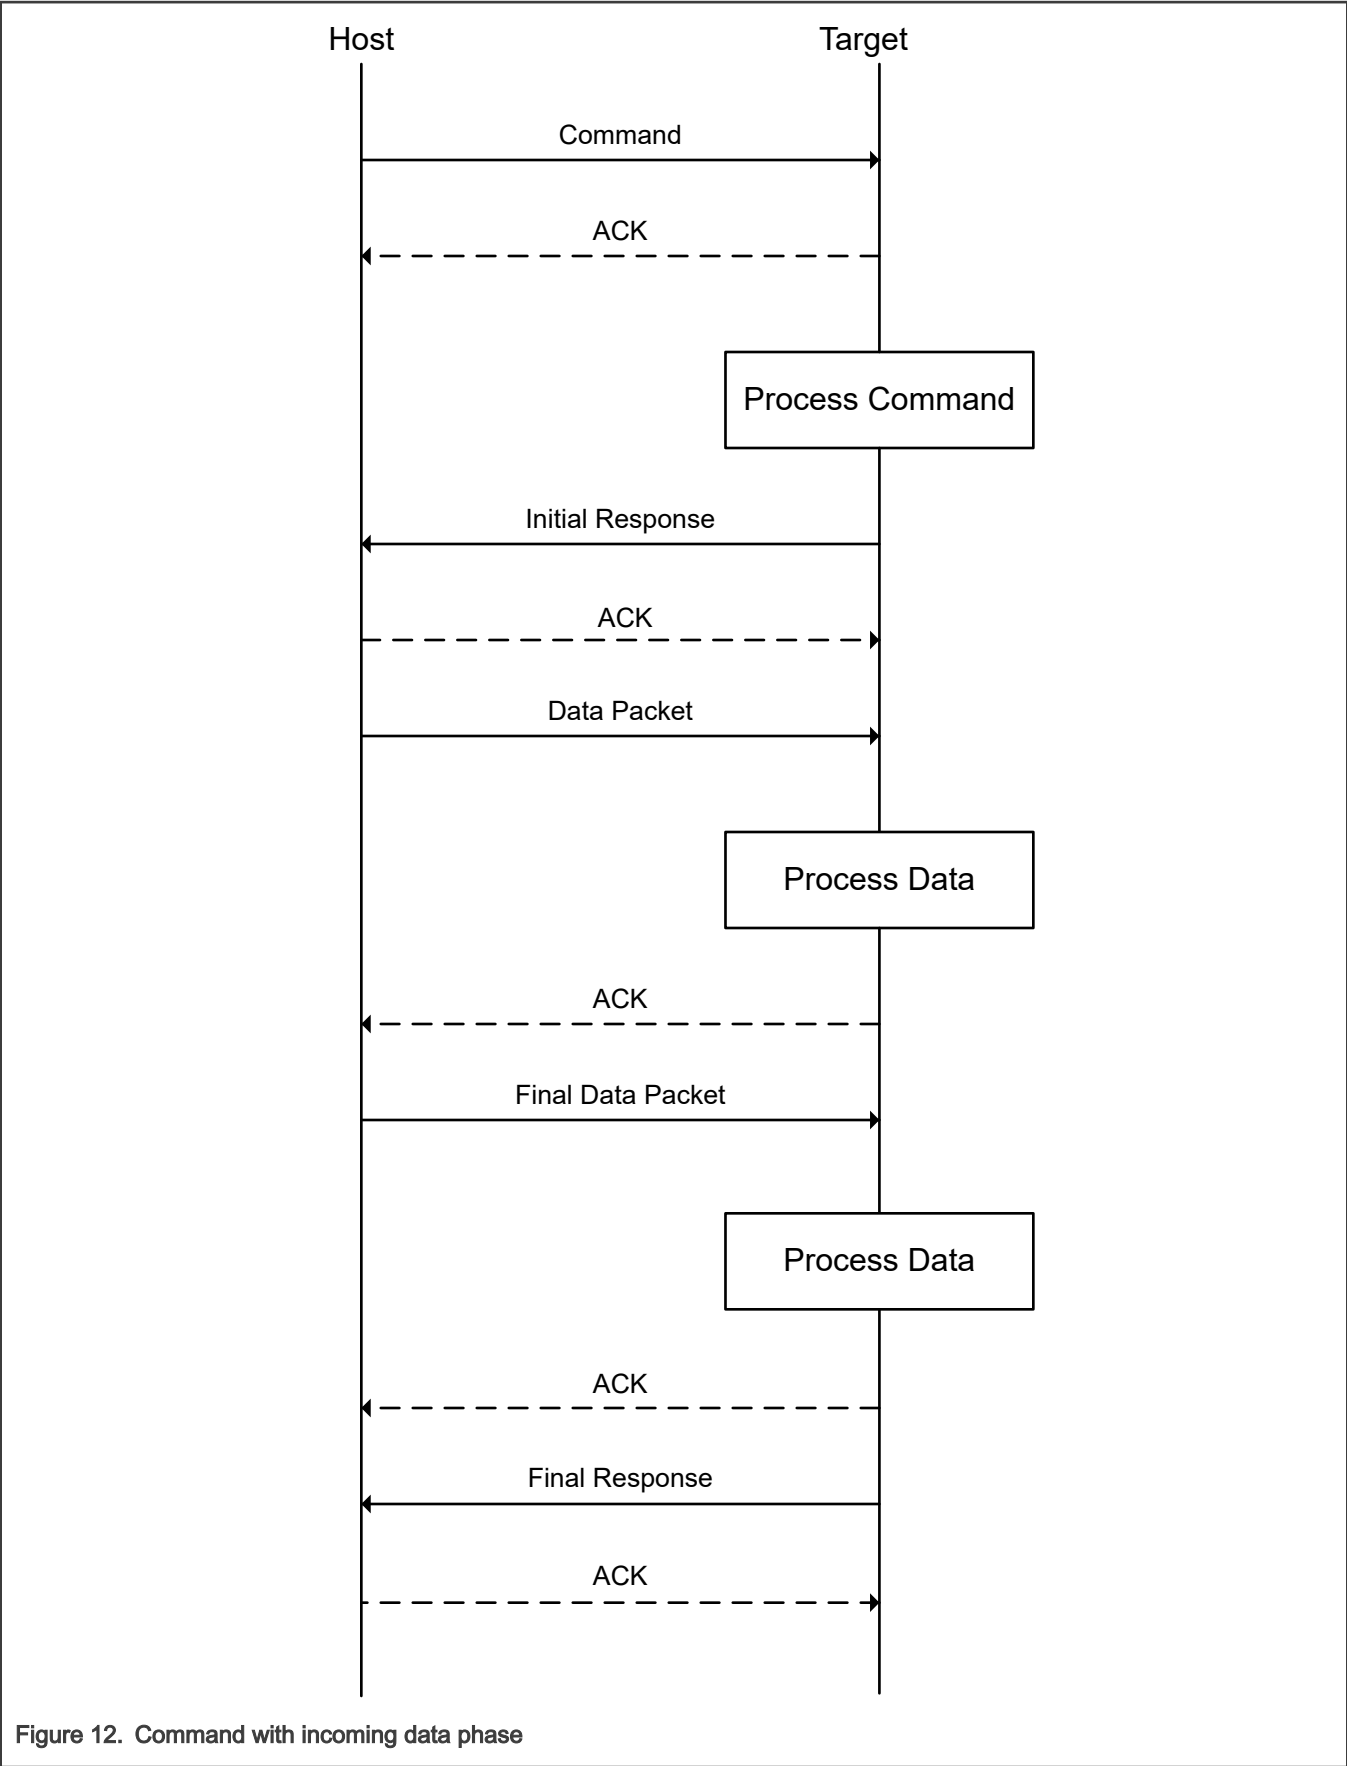 Host
Target
Command
ACK
Process Command
Initial Response
ACK
Data Packet
Process Data
ACK
Final Data Packet
Process Data
ACK
Final Response
ACK
Figure 12. Command with incoming data phase